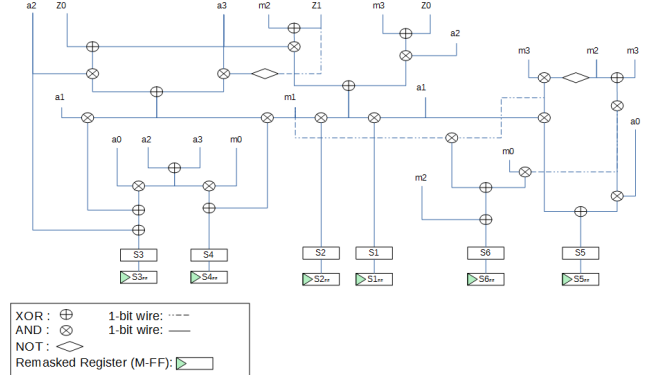 a2 Z0 a3 m2 Z1 m3 Z0
a2
m3 m2 m3
a1 m1 a1
a0
a0 a2 a3 m0
m0
m2
S3 S4 S2 S1 S6 S5
S3FF S4FF S2FF S1FF S6FF S5FF
XOR : 1-bit wire:
AND : 1-bit wire:
NOT :
Remasked Register (M-FF):